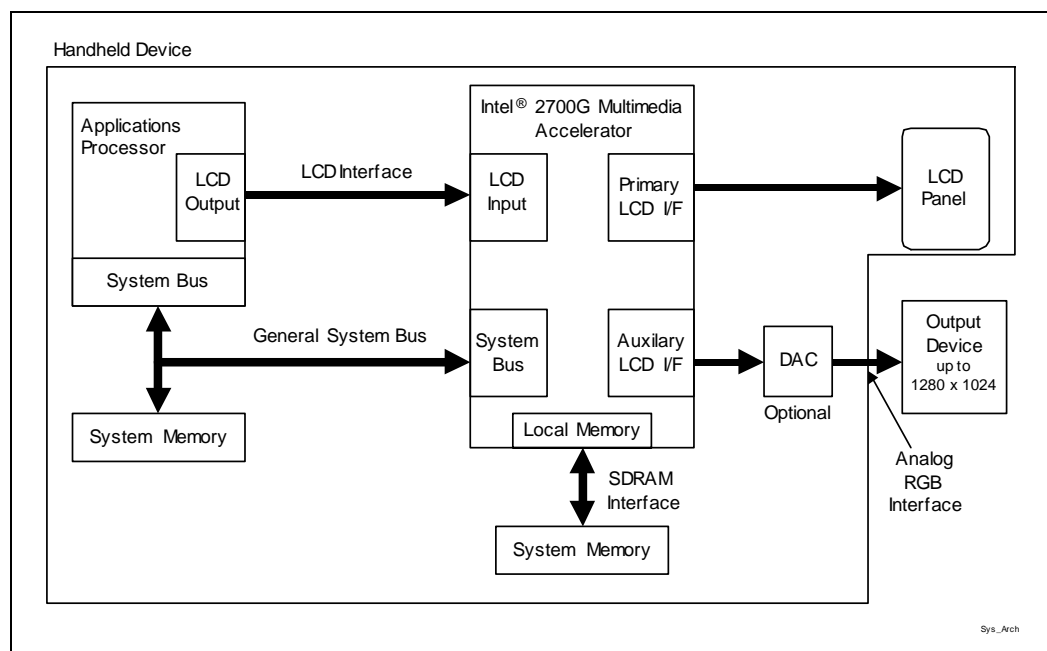 Handheld Device
Applications
Processor
LCD
Output
System Bus
LCD Interface
General System Bus
System Memory
Intel® 2700G Multimedia
Accelerator
LCD
Input
Primary
LCD I/F
System
Bus
Auxilary
LCD I/F
Local Memory
SDRAM
Interface
System Memory
DAC
Optional
LCD
Panel
Output
Device
up to
1280 x 1024
Analog
RGB
Interface
Sys_Arch